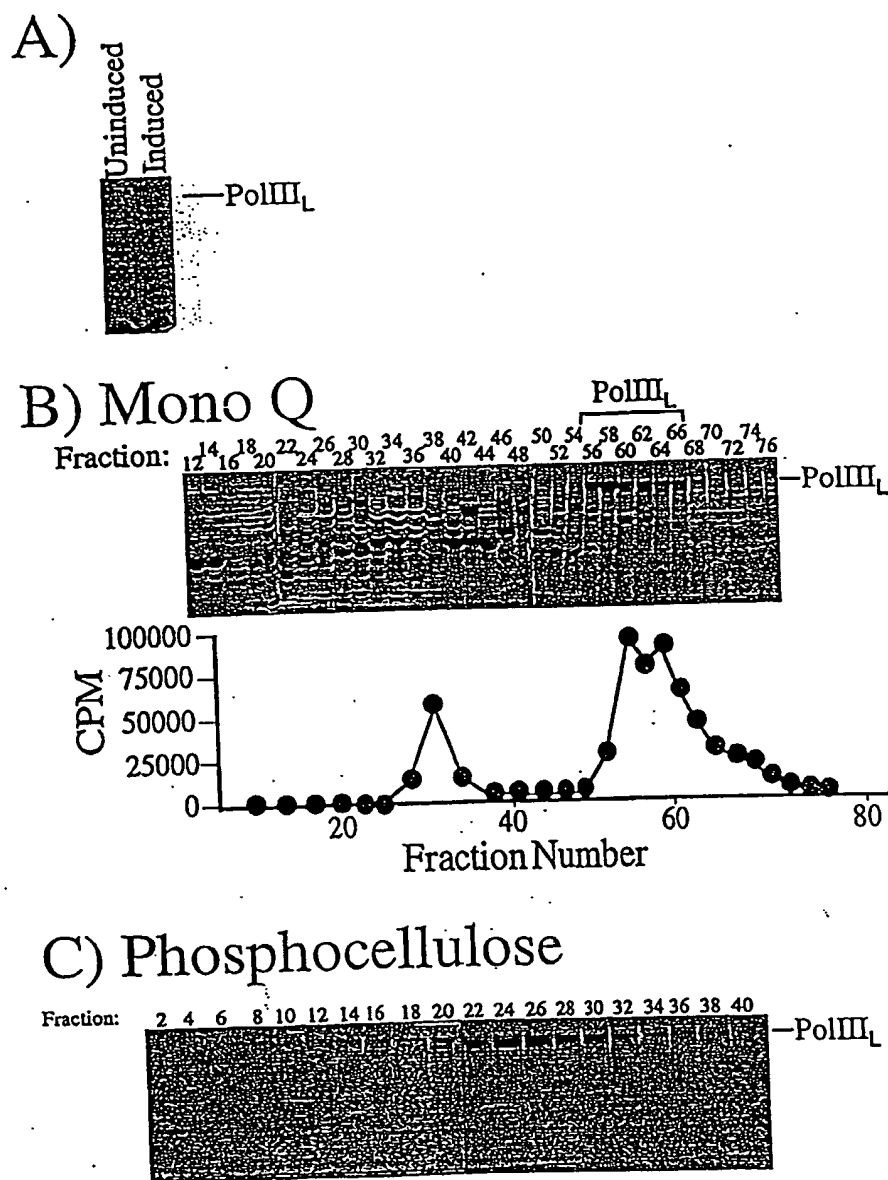 A)
Uninduced
Induced
PolIII_L
B) Mono Q
PolIII_L
Fraction: 12 14 16 18 20 22 24 26 28 30 32 34 36 38 40 42 44 46 48 50 52 54 56 58 60 62 64 66 68 70 72 74 76
PolIII_L
CPM
100000
75000
50000
25000
0
20 40 60 80
Fraction Number
C) Phosphocellulose
Fraction: 2 4 6 8 10 12 14 16 18 20 22 24 26 28 30 32 34 36 38 40
PolIII_L